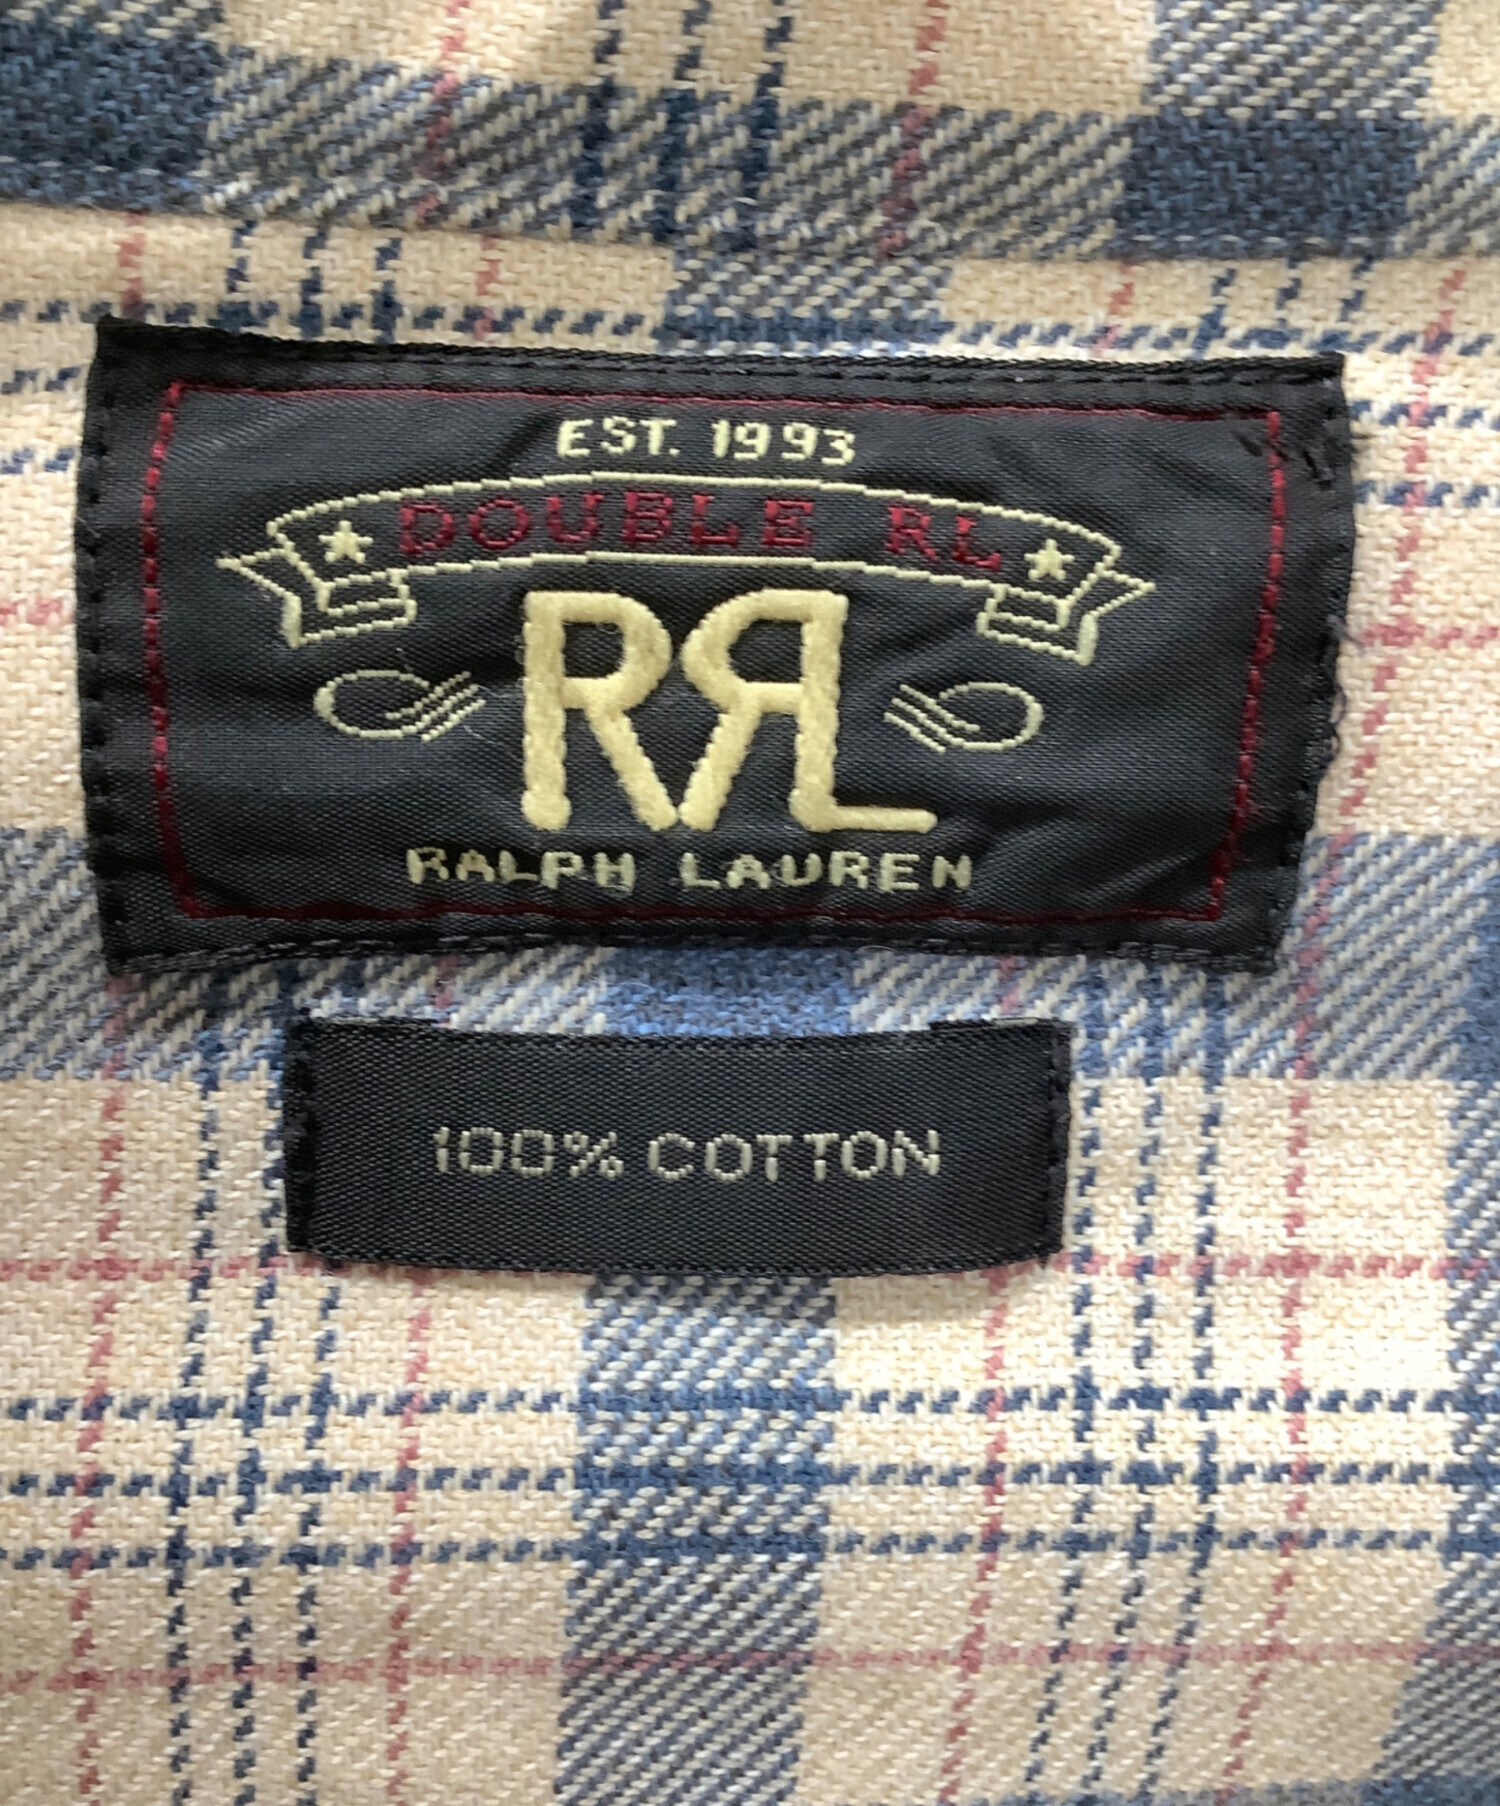 EST. 1993
DOUBLE RL
RRL
RALPH LAUREN
100% COTTON